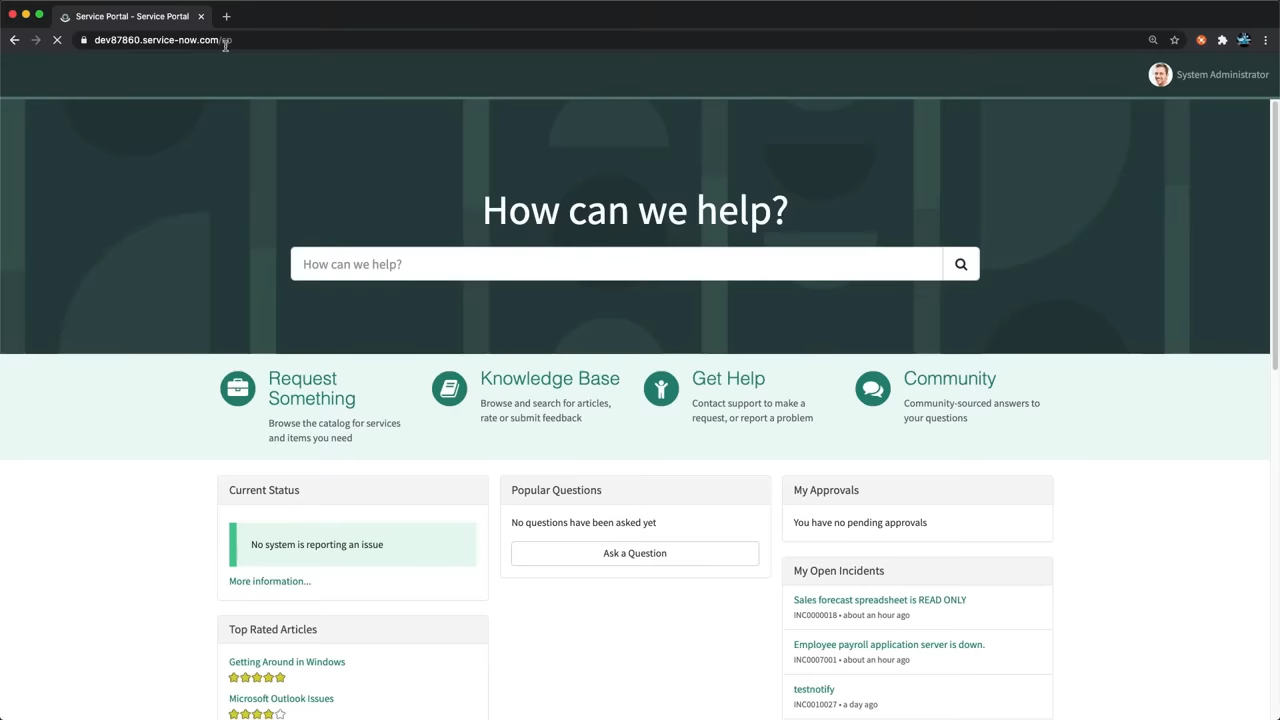 Service Portal - Service Portal
dev87860.service-now.com/sp
System Administrator
How can we help?
How can we help?
Request Something
Browse the catalog for services
and items you need
Knowledge Base
Browse and search for articles,
rate or submit feedback
Get Help
Contact support to make a
request, or report a problem
Community
Community-sourced answers to
your questions
Current Status
No system is reporting an issue
More information...
Top Rated Articles
Getting Around in Windows
Microsoft Outlook Issues
Popular Questions
No questions have been asked yet
Ask a Question
My Approvals
You have no pending approvals
My Open Incidents
Sales forecast spreadsheet is READ ONLY
INC0000018 • about an hour ago
Employee payroll application server is down.
INC0007001 • about an hour ago
testnotify
INC0010027 • a day ago